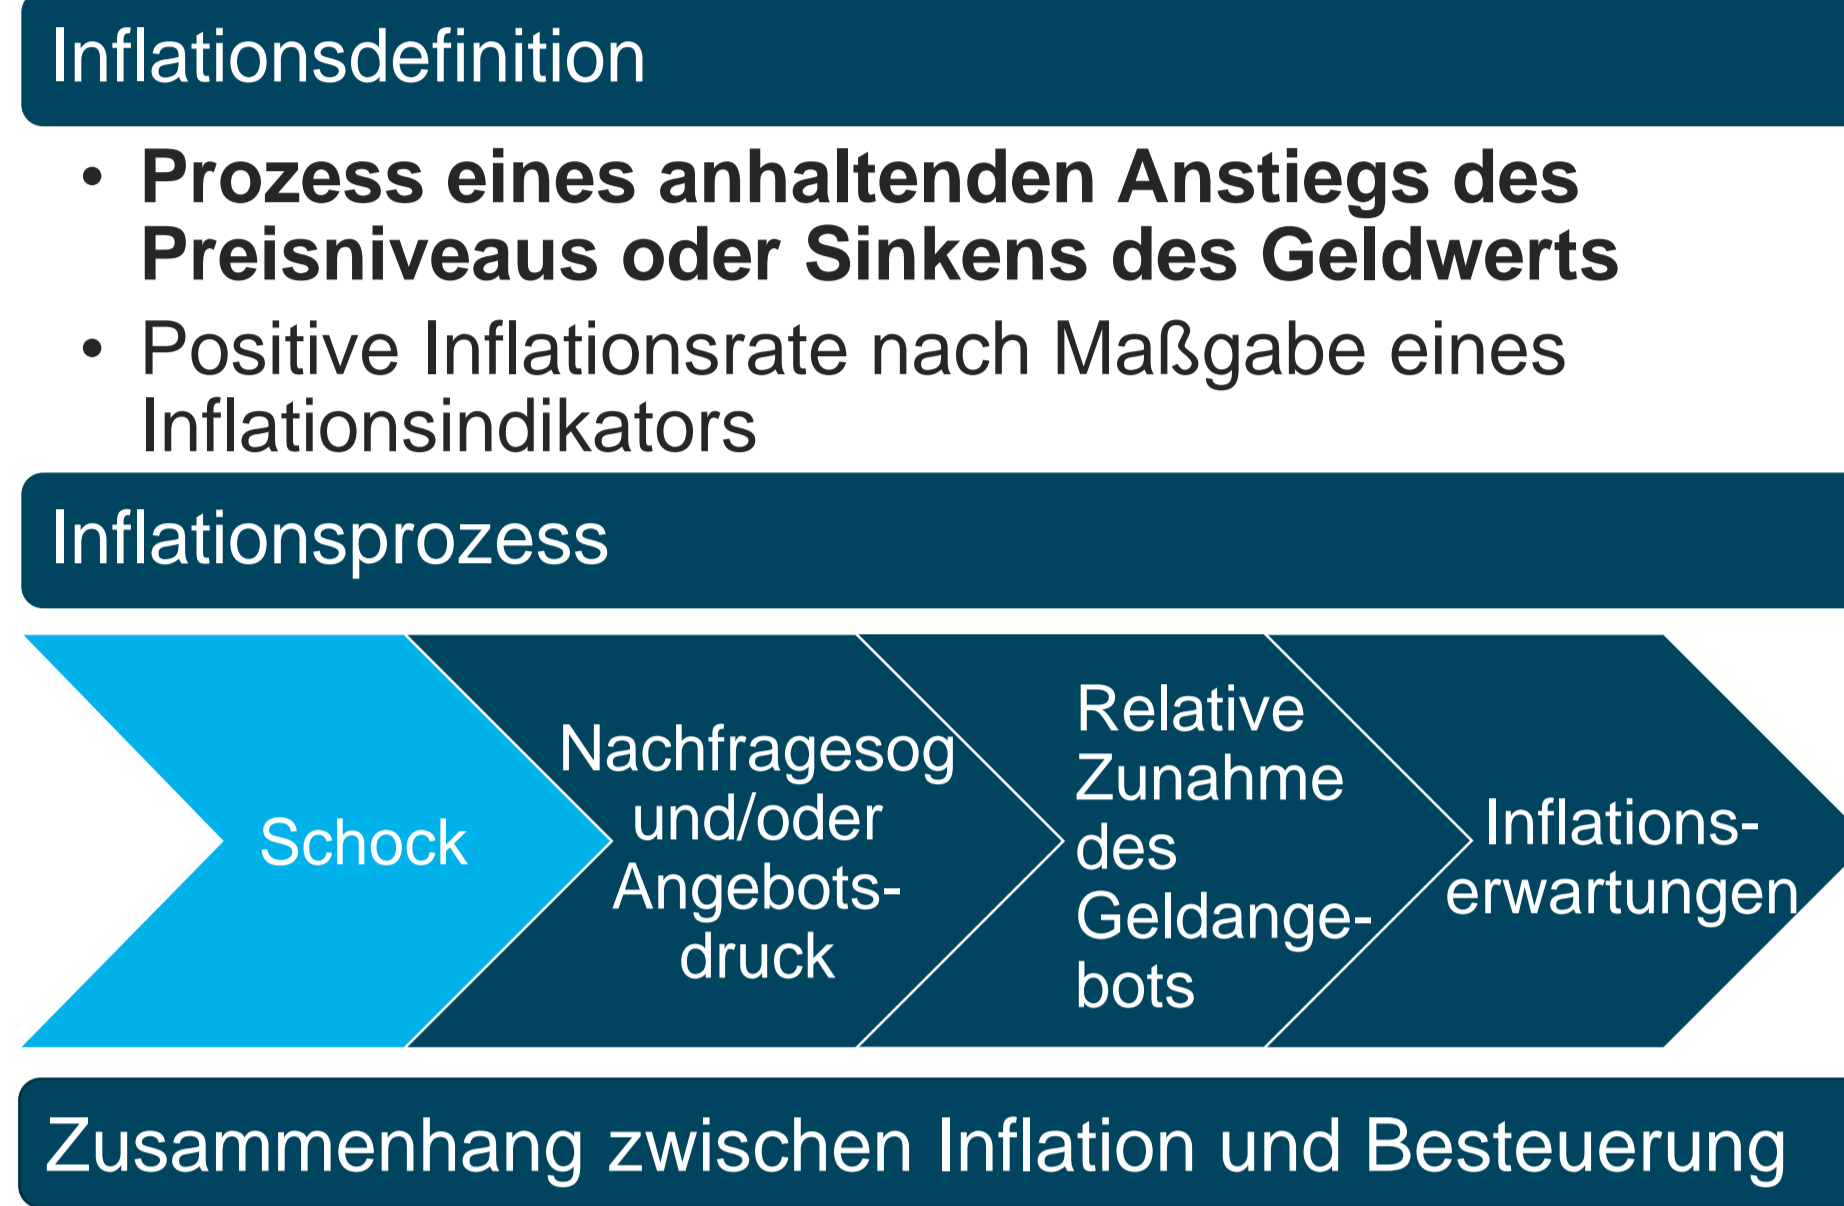 Inflationsdefinition
• Prozess eines anhaltenden Anstiegs des
Preisniveaus oder Sinkens des Geldwerts
• Positive Inflationsrate nach Maßgabe eines
Inflationsindikators
Inflationsprozess
Schock
Nachfragesog
und/oder
Angebots-
druck
Relative
Zunahme
des
Geldange-
bots
Inflations-
erwartungen
Zusammenhang zwischen Inflation und Besteuerung